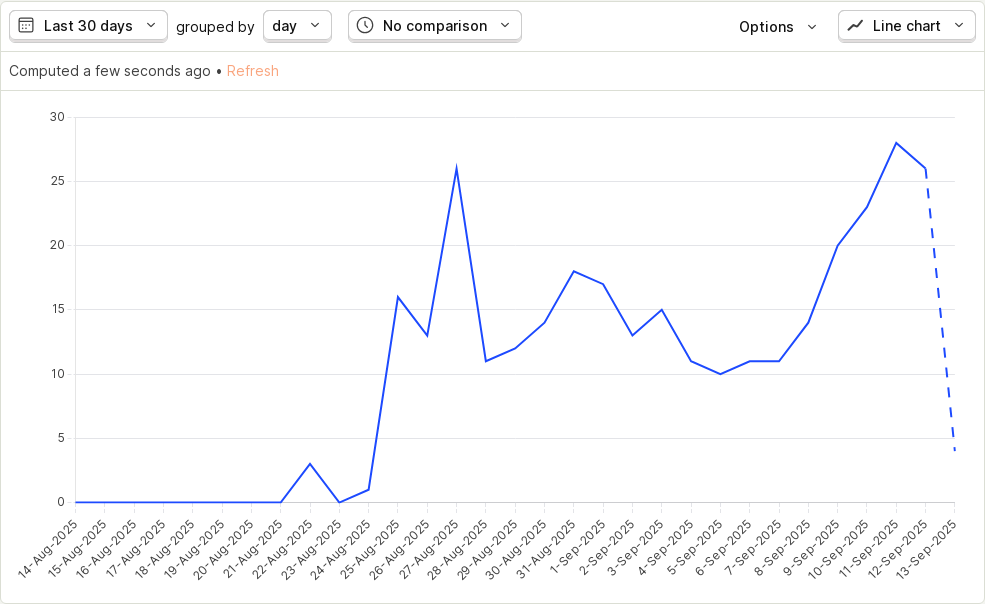 Last 30 days grouped by day No comparison Options Line chart
Computed a few seconds ago • Refresh
30
25
20
15
10
5
0
14-Aug-2025
15-Aug-2025
16-Aug-2025
17-Aug-2025
18-Aug-2025
19-Aug-2025
20-Aug-2025
21-Aug-2025
22-Aug-2025
23-Aug-2025
24-Aug-2025
25-Aug-2025
26-Aug-2025
27-Aug-2025
28-Aug-2025
29-Aug-2025
30-Aug-2025
31-Aug-2025
1-Sep-2025
2-Sep-2025
3-Sep-2025
4-Sep-2025
5-Sep-2025
6-Sep-2025
7-Sep-2025
8-Sep-2025
9-Sep-2025
10-Sep-2025
11-Sep-2025
12-Sep-2025
13-Sep-2025